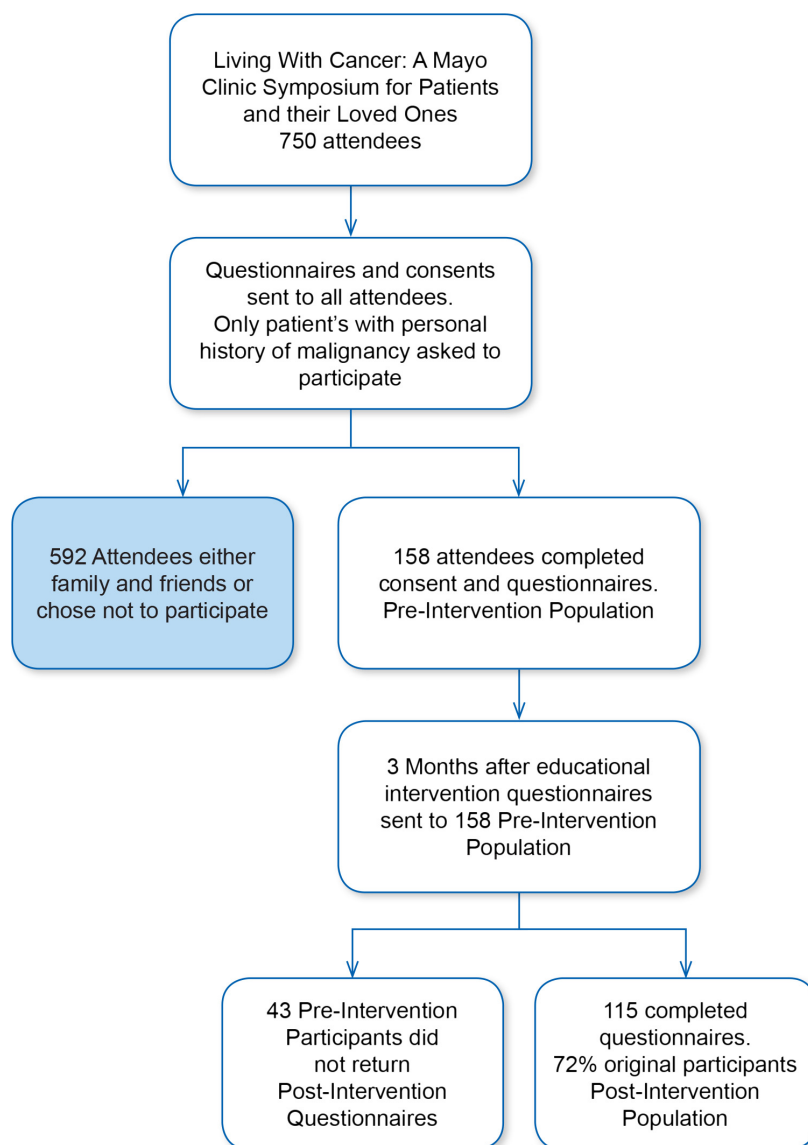 Living With Cancer: A Mayo
Clinic Symposium for Patients
and their Loved Ones
750 attendees
Questionnaires and consents
sent to all attendees.
Only patient’s with personal
history of malignancy asked to
participate
592 Attendees either
family and friends or
chose not to participate
158 attendees completed
consent and questionnaires.
Pre-Intervention Population
3 Months after educational
intervention questionnaires
sent to 158 Pre-Intervention
Population
43 Pre-Intervention
Participants did
not return
Post-Intervention
Questionnaires
115 completed
questionnaires.
72% original participants
Post-Intervention
Population